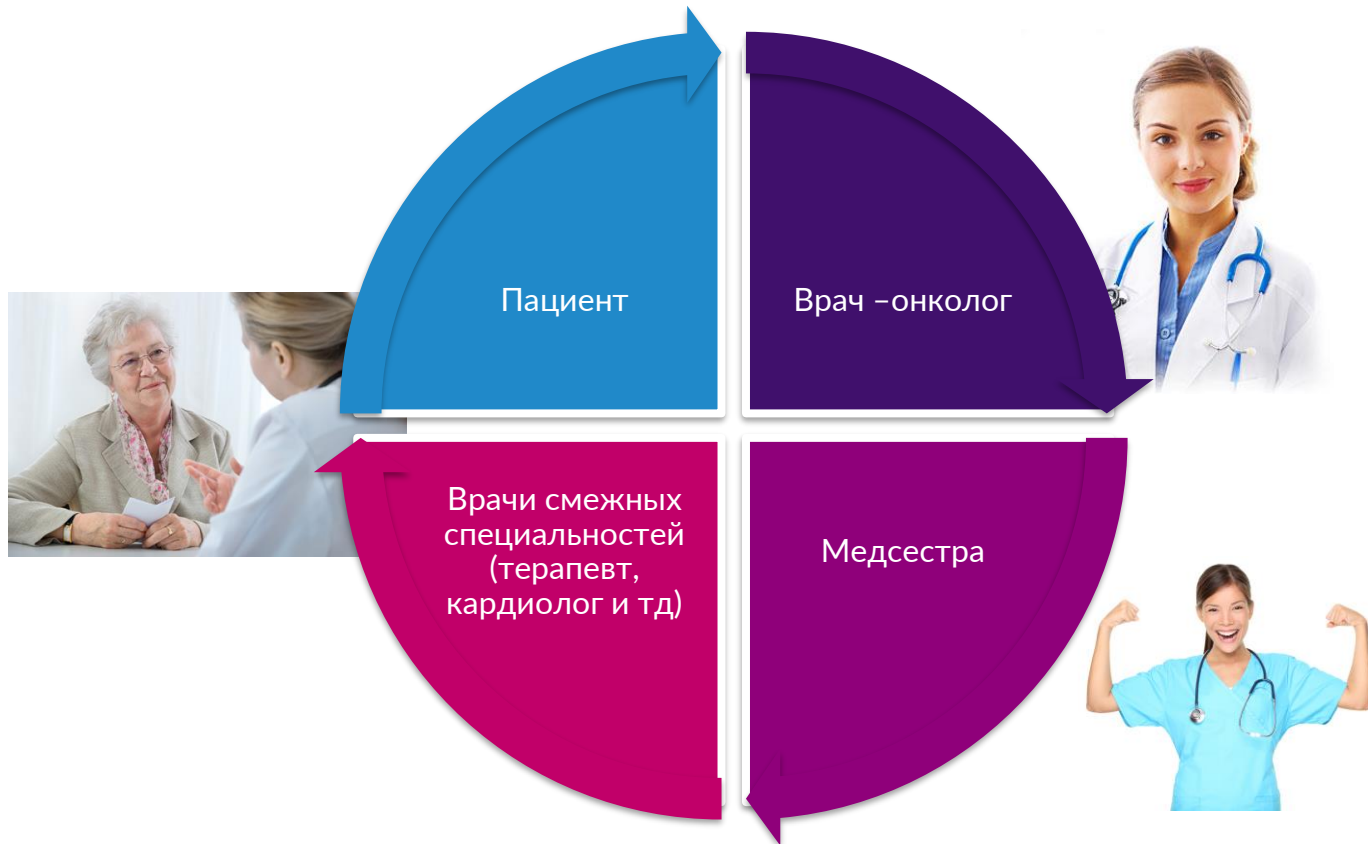 Пациент
Врач –онколог
Врачи смежных
специальностей
(терапевт,
кардиолог и тд)
Медсестра